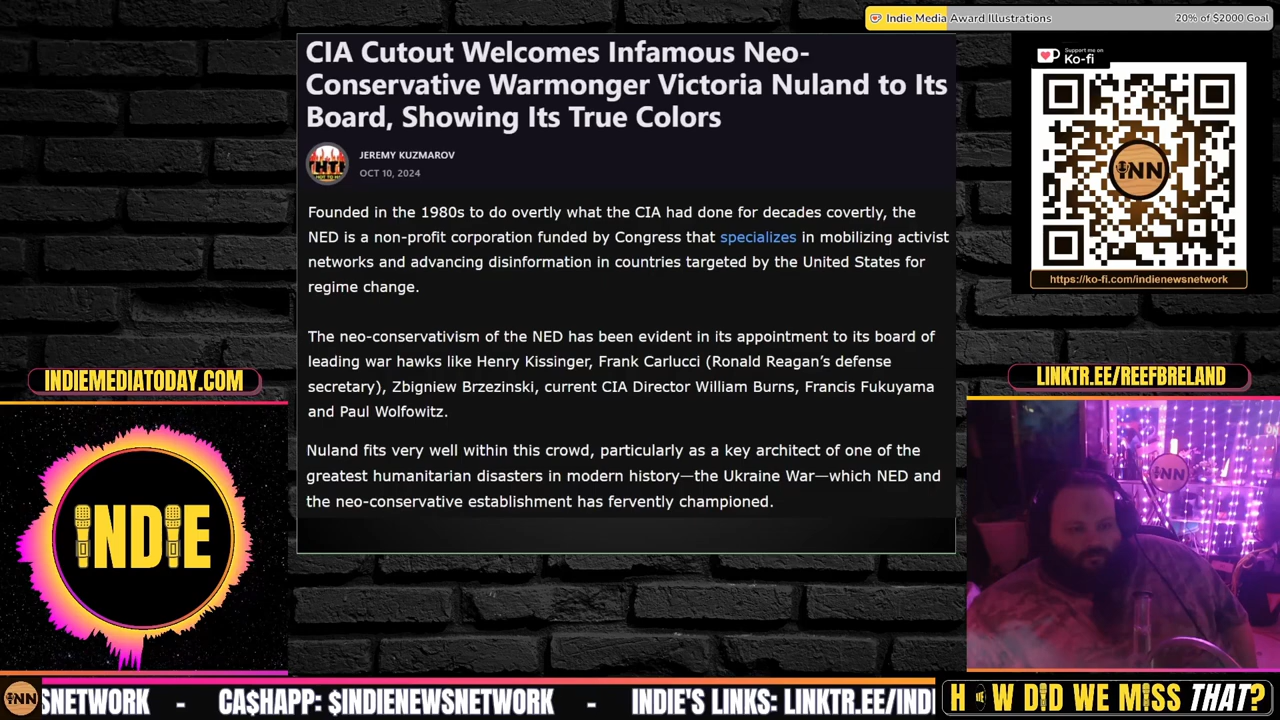 Indie Media Award Illustrations
20% of $2000 Goal
CIA Cutout Welcomes Infamous Neo-
Conservative Warmonger Victoria Nuland to Its
Board, Showing Its True Colors
JEREMY KUZMAROV
OCT 10, 2024
Founded in the 1980s to do overtly what the CIA had done for decades covertly, the
NED is a non-profit corporation funded by Congress that specializes in mobilizing activist
networks and advancing disinformation in countries targeted by the United States for
regime change.
The neo-conservativism of the NED has been evident in its appointment to its board of
leading war hawks like Henry Kissinger, Frank Carlucci (Ronald Reagan’s defense
secretary), Zbigniew Brzezinski, current CIA Director William Burns, Francis Fukuyama
and Paul Wolfowitz.
Nuland fits very well within this crowd, particularly as a key architect of one of the
greatest humanitarian disasters in modern history—the Ukraine War—which NED and
the neo-conservative establishment has fervently championed.
Support me on
Ko-fi
INN
https://ko-fi.com/indienewsnetwork
INDIEMEDIATODAY.COM
LINKTR.EE/REEFBRELAND
INDIE
INN
INN
SNETWORK - CA$HAPP: $INDIENEWSNETWORK - INDIE'S LINKS: LINKTR.EE/INDI
HOW DID WE MISS THAT?